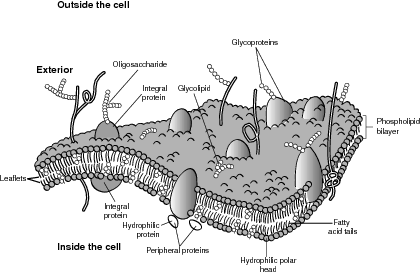 Outside the cell
Glycoproteins
Oligosaccharide
Exterior
Integral
protein
Glycolipid
Phospholipid
bilayer
Leaflets
Integral
protein
Hydrophilic
protein
Fatty
acid tails
Inside the cell
Peripheral proteins
Hydrophilic polar
head